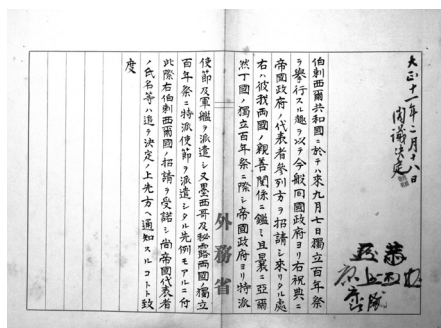 大正十一年二月十八日
閣議決定
伯剌西爾共和國ニ於テハ來九月七日獨立百年祭
ヲ擧行スル趣ヲ以テ今般同國政府ヨリ右祝典ニ
帝國政府ノ代表者參列方ヲ招請シ來リタル處
右ハ彼我兩國ノ親善關係ニ鑑ミ且曩ニ亞爾
然丁國ノ獨立百年祭ニ際シ帝國政府ヨリ特派
使節及軍艦ヲ派遣シ又墨西哥及秘露兩國ノ獨立
百年祭ニ特派使節ヲ派遣シタル先例モアルニ付
此際右伯剌西爾國ノ招請ヲ受諾シ尚帝國代表者
ノ氏名等ハ追テ決定ノ上先方ヘ通知スルコトト致
度
外務省